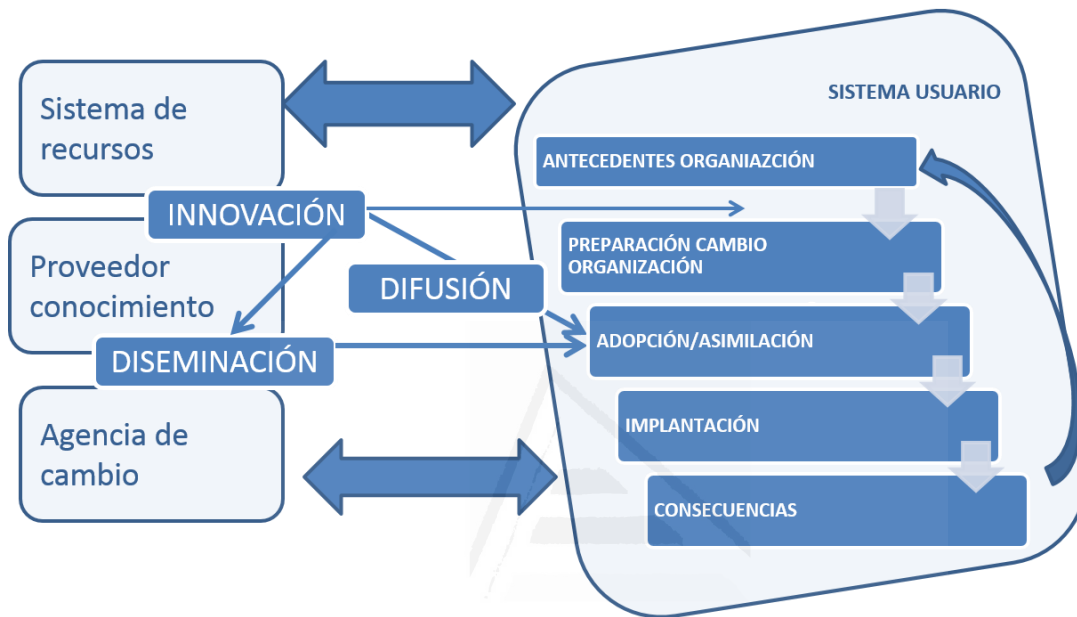 Sistema de
recursos
INNOVACIÓN
Proveedor
conocimiento
DIFUSIÓN
DISEMINACIÓN
Agencia de
cambio
SISTEMA USUARIO
ANTECEDENTES ORGANIAZCIÓN
PREPARACIÓN CAMBIO
ORGANIZACIÓN
ADOPCIÓN/ASIMILACIÓN
IMPLANTACIÓN
CONSECUENCIAS